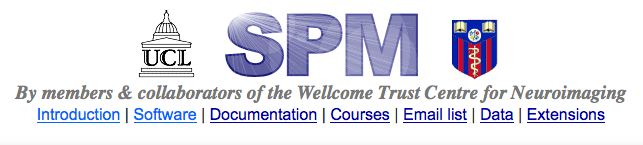 UCL
SPM
By members & collaborators of the Wellcome Trust Centre for Neuroimaging
Introduction | Software | Documentation | Courses | Email list | Data | Extensions